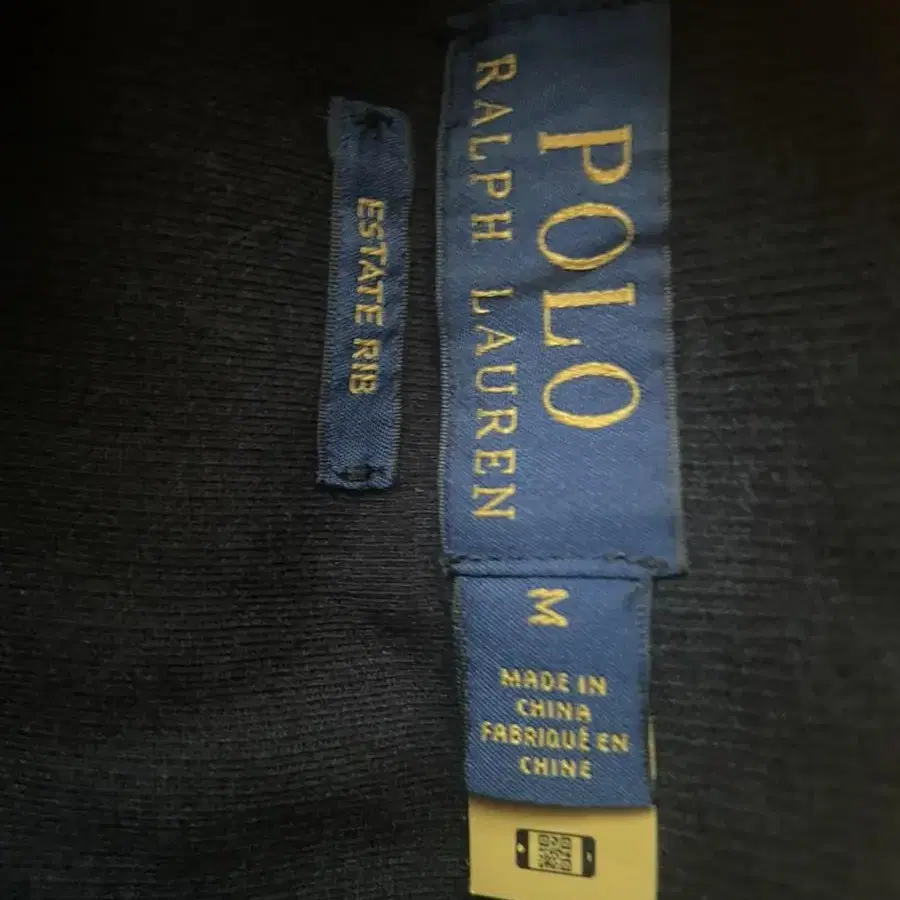 POLO
RALPH LAUREN
ESTATE RIB
M
MADE IN
CHINA
FABRIQUÉ EN
CHINE